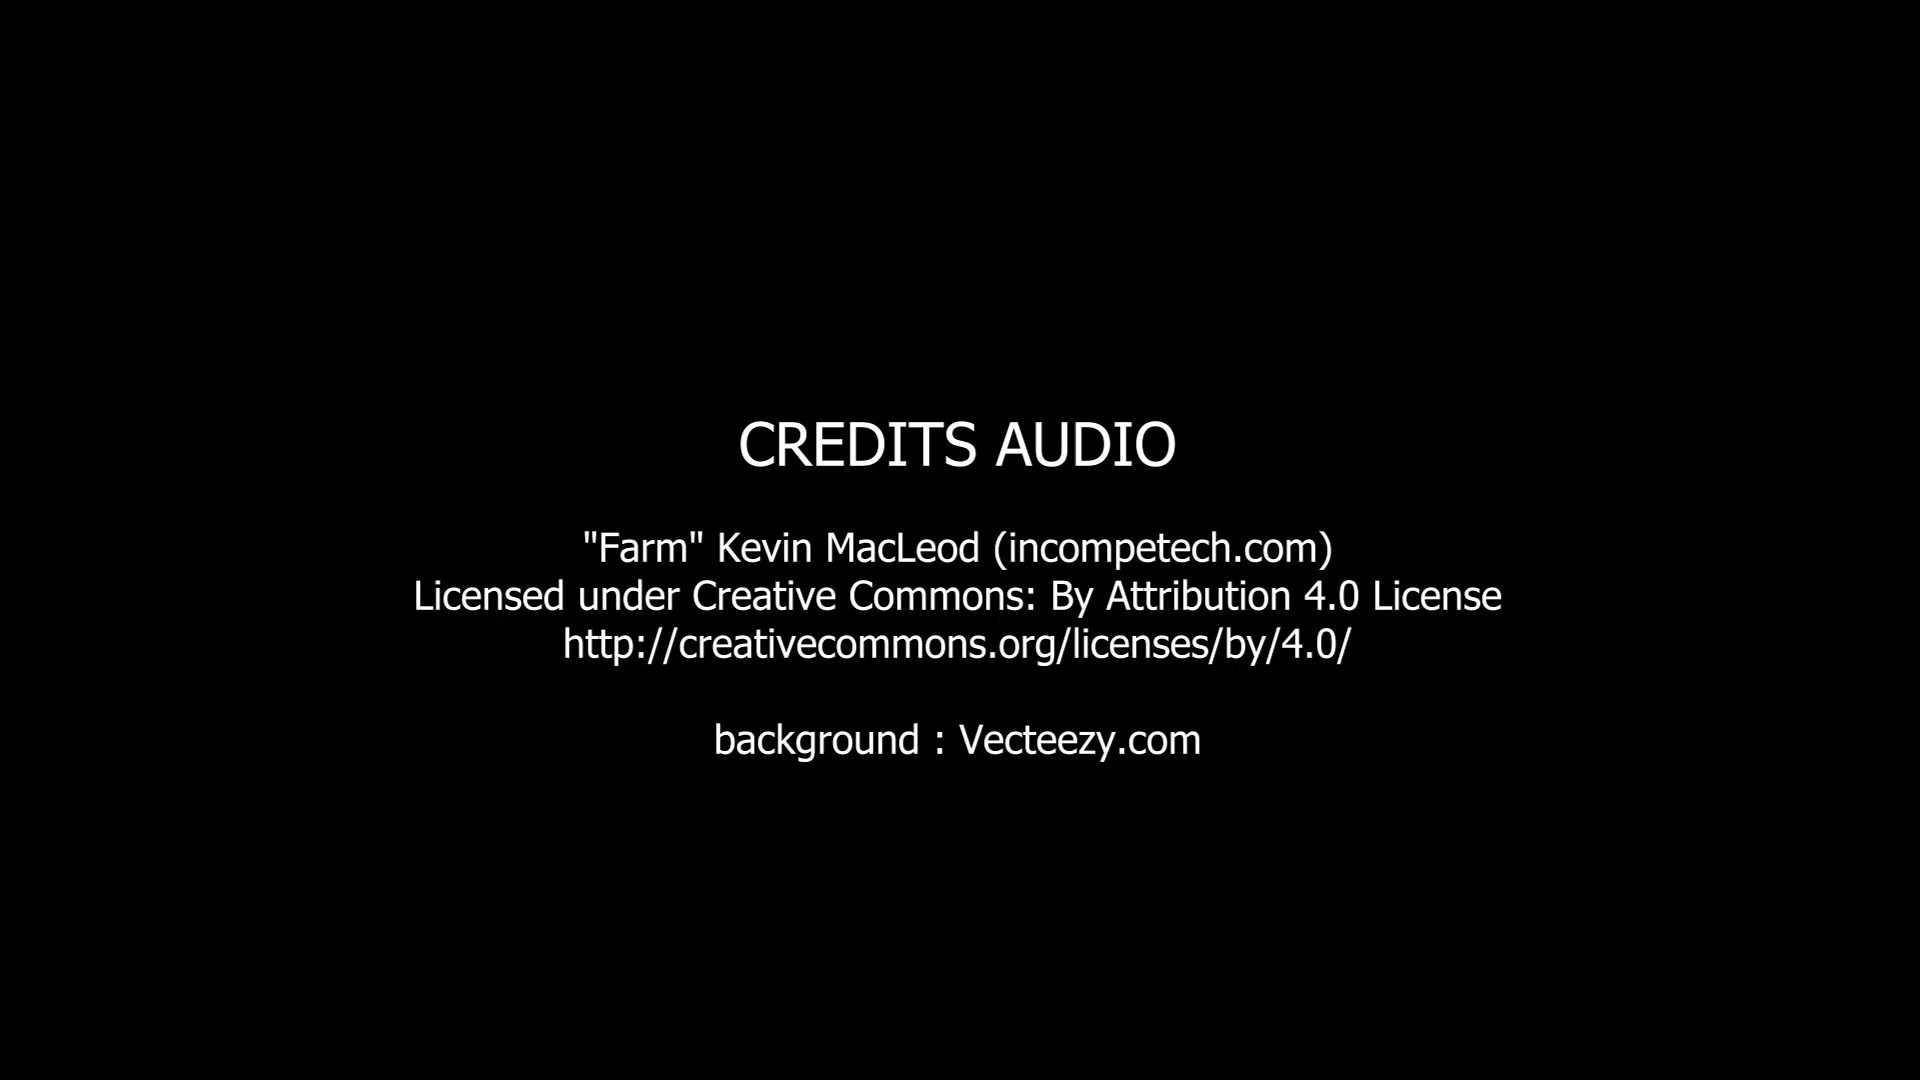 CREDITS AUDIO
"Farm" Kevin MacLeod (incompetech.com)
Licensed under Creative Commons: By Attribution 4.0 License
http://creativecommons.org/licenses/by/4.0/
background : Vecteezy.com